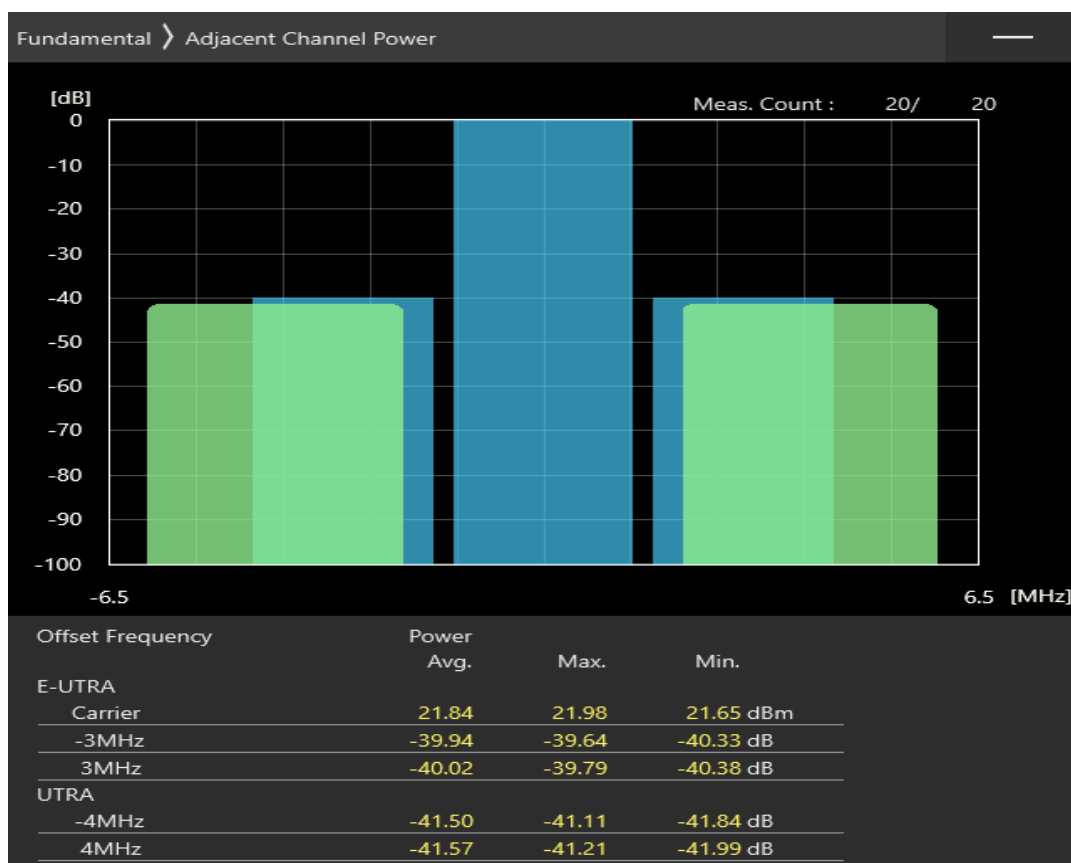 Fundamental ❯ Adjacent Channel Power
[dB]
Meas. Count : 20/ 20
0
-10
-20
-30
-40
-50
-60
-70
-80
-90
-100
-6.5 6.5 [MHz]
Offset Frequency Power
Avg. Max. Min.
E-UTRA
Carrier 21.84 21.98 21.65 dBm
-3MHz -39.94 -39.64 -40.33 dB
3MHz -40.02 -39.79 -40.38 dB
UTRA
-4MHz -41.50 -41.11 -41.84 dB
4MHz -41.57 -41.21 -41.99 dB